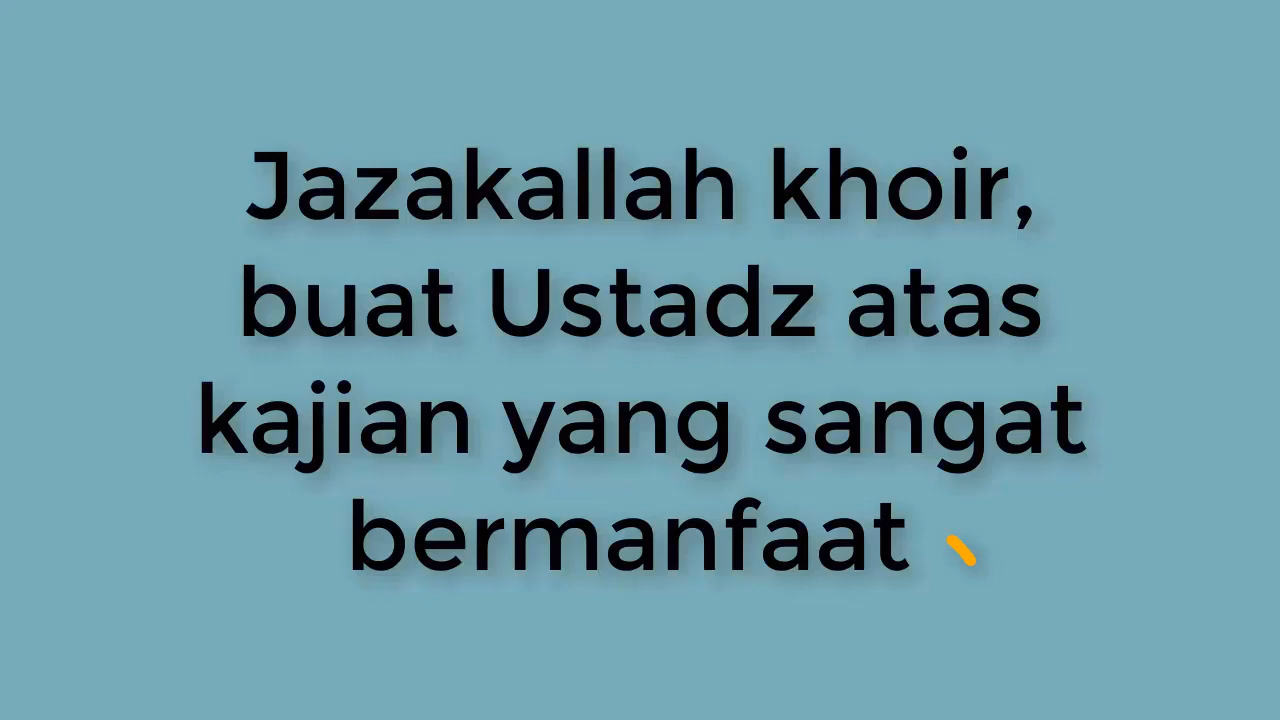 Jazakallah khoir,
buat Ustadz atas
kajian yang sangat
bermanfaat